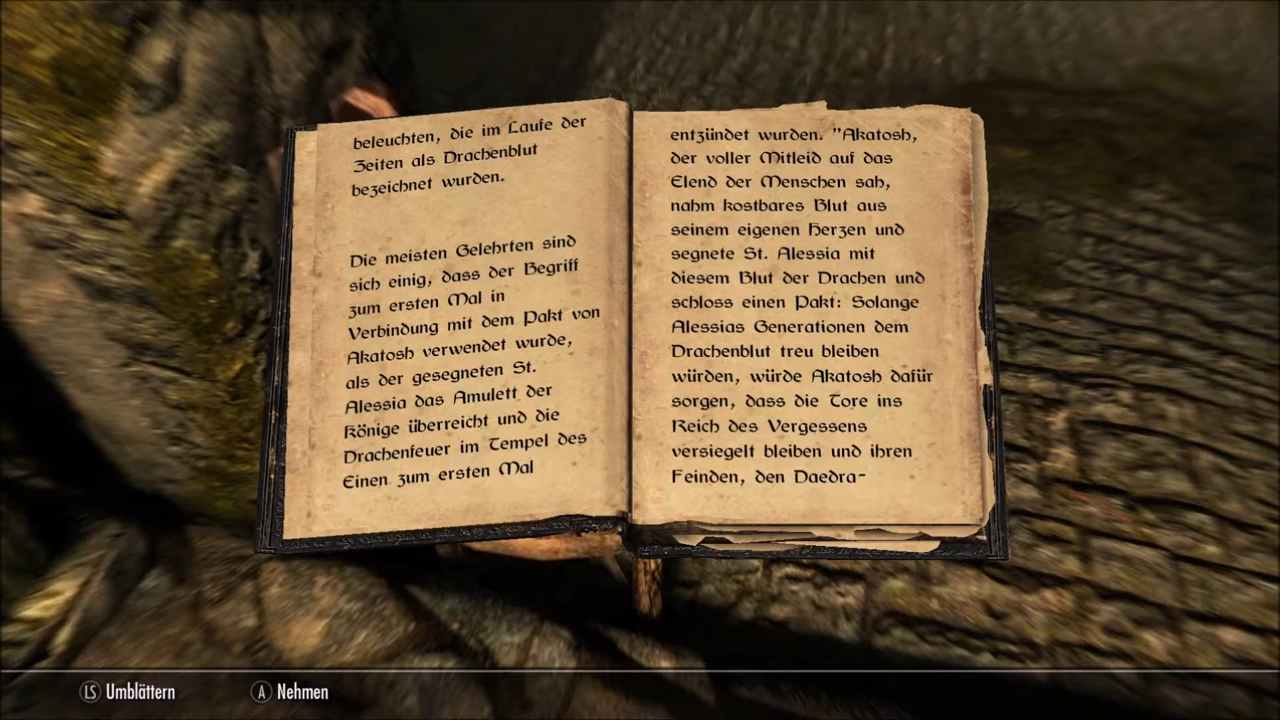 beleuchten, die im Laufe der
Zeiten als Drachenblut
bezeichnet wurden.
Die meisten Gelehrten sind
sich einig, dass der Begriff
zum ersten Mal in
Verbindung mit dem Pakt von
Akatosh verwendet wurde,
als der gesegneten St.
Alessia das Amulett der
Könige überreicht und die
Drachenfeuer im Tempel des
Einen zum ersten Mal
entzündet wurden. "Akatosh,
der voller Mitleid auf das
Elend der Menschen sah,
nahm kostbares Blut aus
seinem eigenen Herzen und
segnete St. Alessia mit
diesem Blut der Drachen und
schloss einen Pakt: Solange
Alessias Generationen dem
Drachenblut treu bleiben
würden, würde Akatosh dafür
sorgen, dass die Tore ins
Reich des Vergessens
versiegelt bleiben und ihren
Feinden, den Daedra-
LS Umblättern
A Nehmen